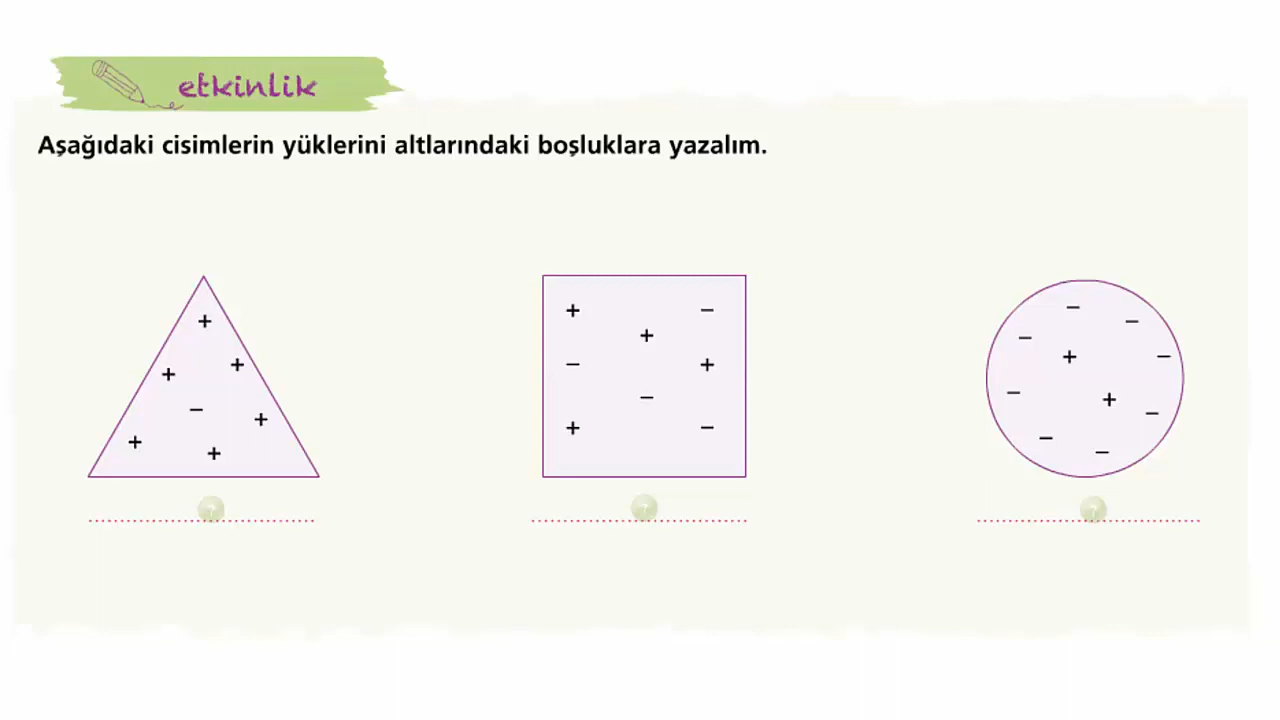 etkinlik
Aşağıdaki cisimlerin yüklerini altlarındaki boşluklara yazalım.
+
+ +
−
+ + +
+ −
+
− +
−
+ −
− −
− + −
− + −
− −